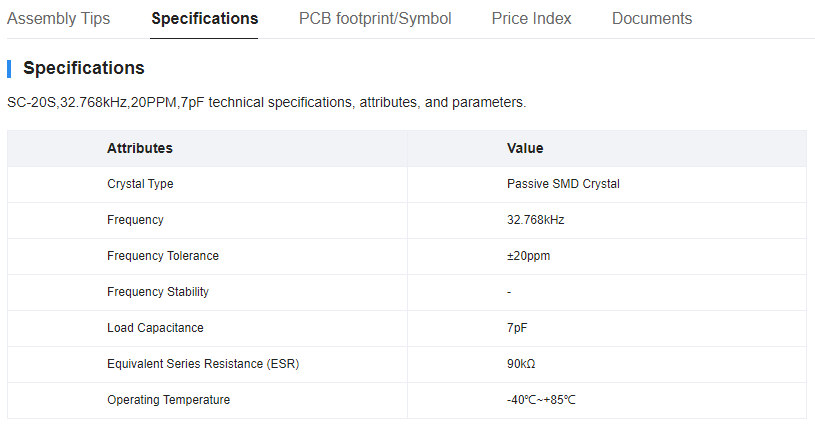 Assembly Tips Specifications PCB footprint/Symbol Price Index Documents
Specifications
SC-20S,32.768kHz,20PPM,7pF technical specifications, attributes, and parameters.
Attributes Value
Crystal Type Passive SMD Crystal
Frequency 32.768kHz
Frequency Tolerance ±20ppm
Frequency Stability -
Load Capacitance 7pF
Equivalent Series Resistance (ESR) 90kΩ
Operating Temperature -40℃~+85℃